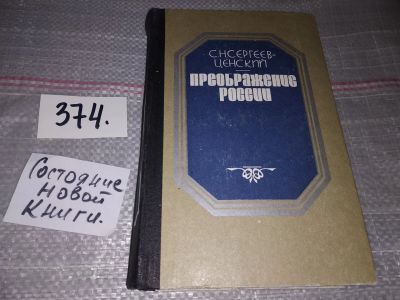 С.Н.СЕРГЕЕВ-
ЦЕНСКИЙ
ПРЕОБРАЖЕНИЕ
РОССИИ
374.
Состояние
новой
Книги.